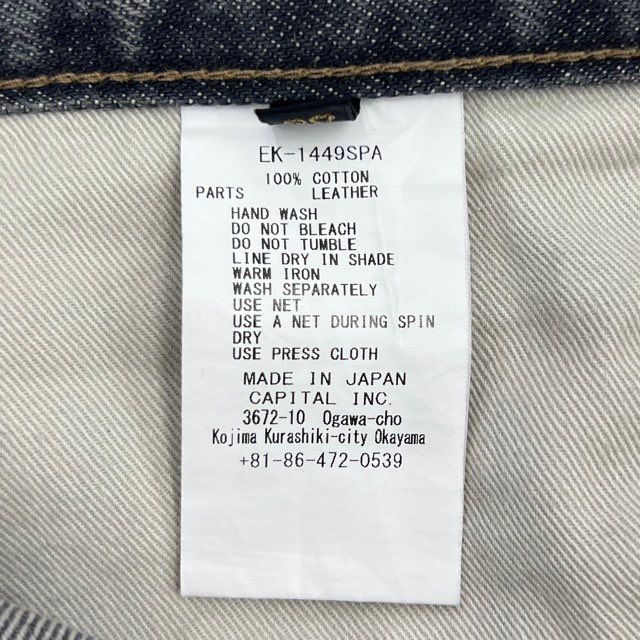 EK-1449SPA
100% COTTON
PARTS LEATHER
HAND WASH
DO NOT BLEACH
DO NOT TUMBLE
LINE DRY IN SHADE
WARM IRON
WASH SEPARATELY
USE NET
USE A NET DURING SPIN
DRY
USE PRESS CLOTH
MADE IN JAPAN
CAPITAL INC.
3672-10 Ogawa-cho
Kojima Kurashiki-city Okayama
+81-86-472-0539